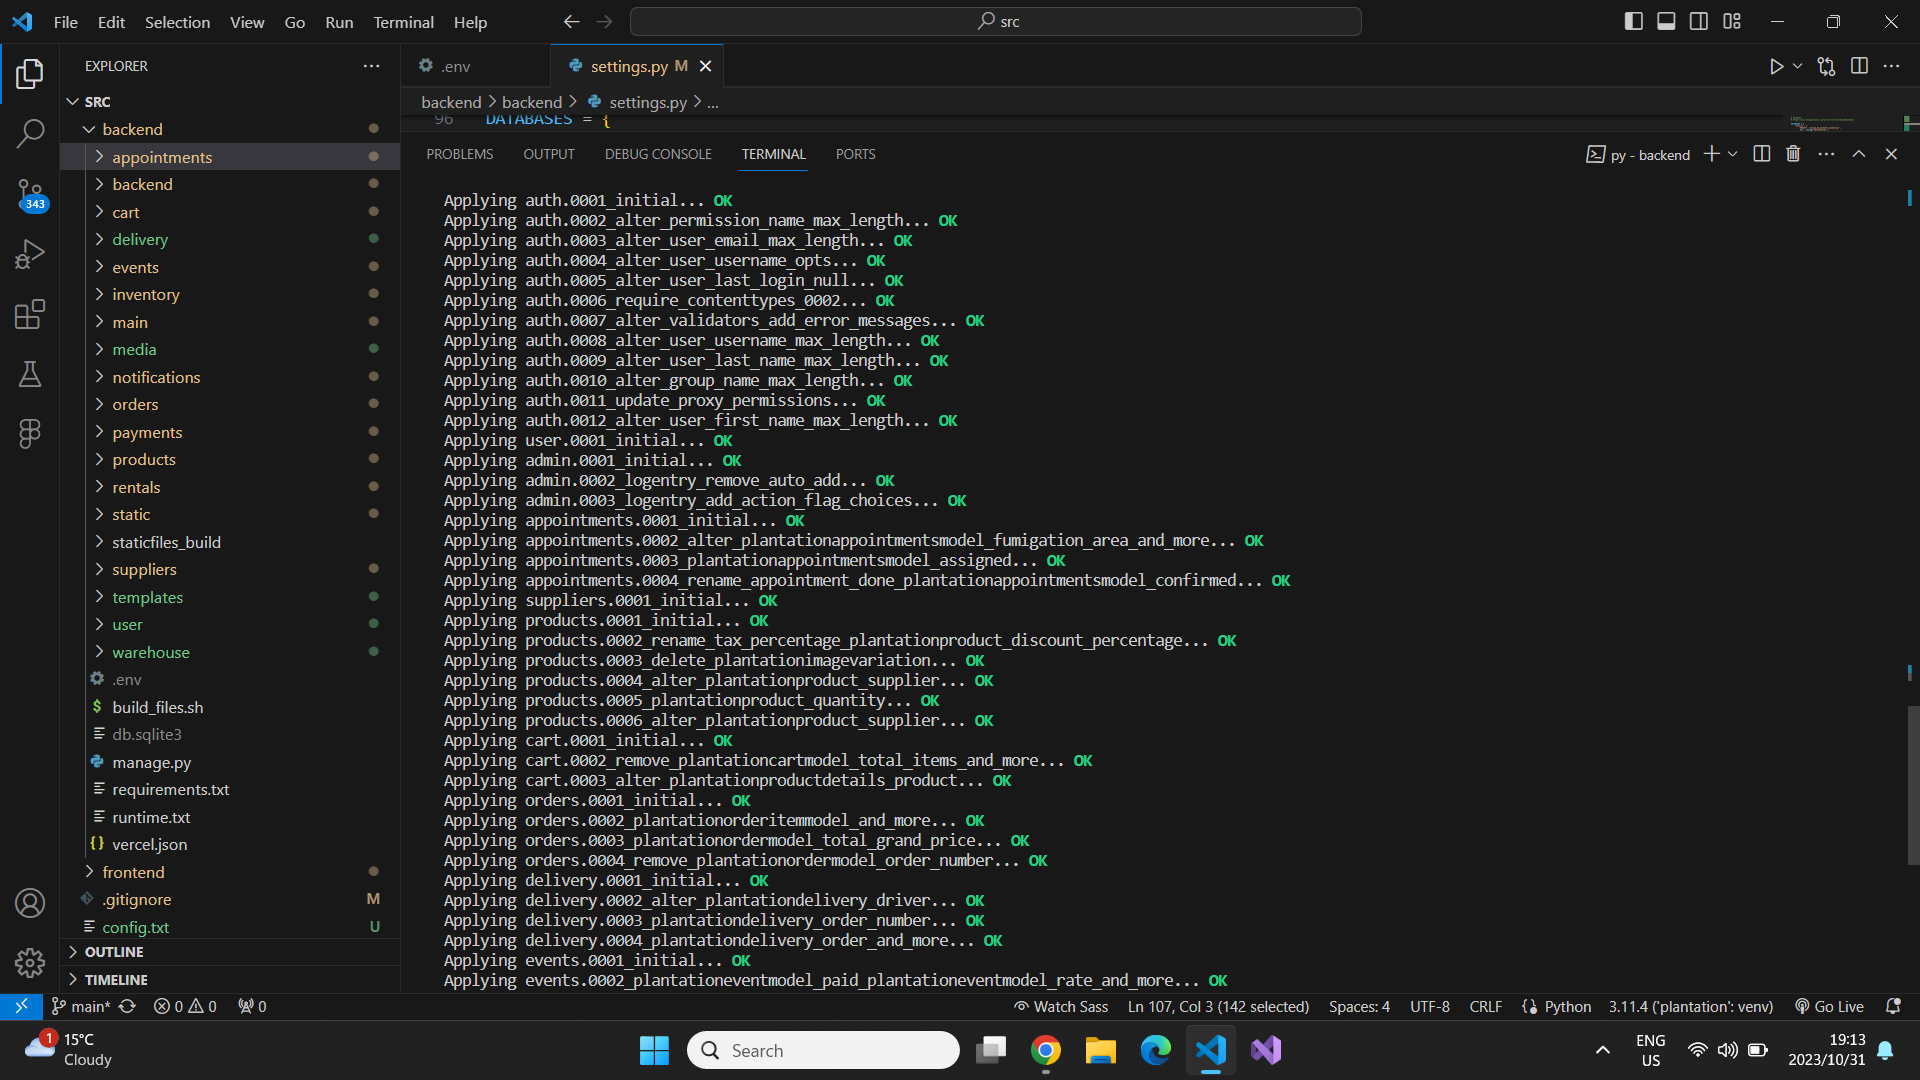 File Edit Selection View Go Run Terminal Help
src
EXPLORER
SRC
backend
appointments
backend
cart
delivery
events
inventory
main
media
notifications
orders
payments
products
rentals
static
staticfiles_build
suppliers
templates
user
warehouse
.env
build_files.sh
db.sqlite3
manage.py
requirements.txt
runtime.txt
vercel.json
frontend
.gitignore M
config.txt U
OUTLINE
TIMELINE
343
.env
settings.py M
backend > backend > settings.py > ...
96 DATABASES = {
PROBLEMS OUTPUT DEBUG CONSOLE TERMINAL PORTS
py - backend
Applying auth.0001_initial... OK
Applying auth.0002_alter_permission_name_max_length... OK
Applying auth.0003_alter_user_email_max_length... OK
Applying auth.0004_alter_user_username_opts... OK
Applying auth.0005_alter_user_last_login_null... OK
Applying auth.0006_require_contenttypes_0002... OK
Applying auth.0007_alter_validators_add_error_messages... OK
Applying auth.0008_alter_user_username_max_length... OK
Applying auth.0009_alter_user_last_name_max_length... OK
Applying auth.0010_alter_group_name_max_length... OK
Applying auth.0011_update_proxy_permissions... OK
Applying auth.0012_alter_user_first_name_max_length... OK
Applying user.0001_initial... OK
Applying admin.0001_initial... OK
Applying admin.0002_logentry_remove_auto_add... OK
Applying admin.0003_logentry_add_action_flag_choices... OK
Applying appointments.0001_initial... OK
Applying appointments.0002_alter_plantationappointmentsmodel_fumigation_area_and_more... OK
Applying appointments.0003_plantationappointmentsmodel_assigned... OK
Applying appointments.0004_rename_appointment_done_plantationappointmentsmodel_confirmed... OK
Applying suppliers.0001_initial... OK
Applying products.0001_initial... OK
Applying products.0002_rename_tax_percentage_plantationproduct_discount_percentage... OK
Applying products.0003_delete_plantationimagevariation... OK
Applying products.0004_alter_plantationproduct_supplier... OK
Applying products.0005_plantationproduct_quantity... OK
Applying products.0006_alter_plantationproduct_supplier... OK
Applying cart.0001_initial... OK
Applying cart.0002_remove_plantationcartmodel_total_items_and_more... OK
Applying cart.0003_alter_plantationproductdetails_product... OK
Applying orders.0001_initial... OK
Applying orders.0002_plantationorderitemmodel_and_more... OK
Applying orders.0003_plantationordermodel_total_grand_price... OK
Applying orders.0004_remove_plantationordermodel_order_number... OK
Applying delivery.0001_initial... OK
Applying delivery.0002_alter_plantationdelivery_driver... OK
Applying delivery.0003_plantationdelivery_order_number... OK
Applying delivery.0004_plantationdelivery_order_and_more... OK
Applying events.0001_initial... OK
Applying events.0002_plantationeventmodel_paid_plantationeventmodel_rate_and_more... OK
main* 0 0 0 Watch Sass Ln 107, Col 3 (142 selected) Spaces: 4 UTF-8 CRLF Python 3.11.4 ('plantation': venv) Go Live
1
15°C
Cloudy
Search
ENG
US
19:13
2023/10/31